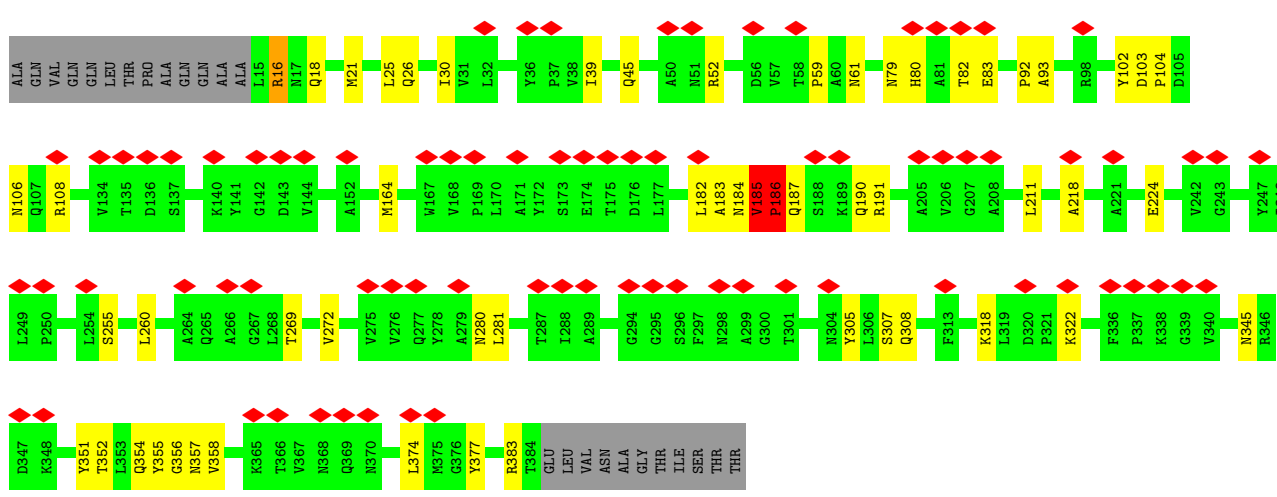 ALA GLN VAL GLN GLN LEU THR PRO ALA GLN GLN ALA ALA L15 R16 N17 Q18 M21 L25 Q26 I30 V31 L32 Y36 P37 V38 I39 Q45 A50 N51 R52 D56 V57 T58 P59 A60 N61 N79 H80 A81 T82 E83 P92 A93 R98 Y102 D103 P104 D105
N106 Q107 R108 V134 T135 D136 S137 K140 Y141 G142 D143 V144 A152 M164 W167 V168 P169 L170 A171 Y172 S173 E174 T175 D176 L177 L182 A183 N184 V185 P186 Q187 S188 K189 Q190 R191 A205 V206 G207 A208 L211 A218 A221 E224 V242 G243 Y247
L249 P250 L254 S255 L260 A264 Q265 A266 G267 L268 T269 V272 V275 V276 Q277 Y278 A279 N280 L281 T287 I288 A289 G294 G295 S296 F297 N298 A299 G300 T301 N304 Y305 L306 S307 Q308 F313 K318 L319 D320 P321 K322 F336 P337 K338 G339 V340 N345 R346
D347 K348 Y351 T352 L353 Q354 Y355 G356 N357 V358 K365 T366 V367 N368 Q369 N370 L374 M375 G376 Y377 R383 T384 GLU LEU VAL ASN ALA GLY THR ILE SER THR THR